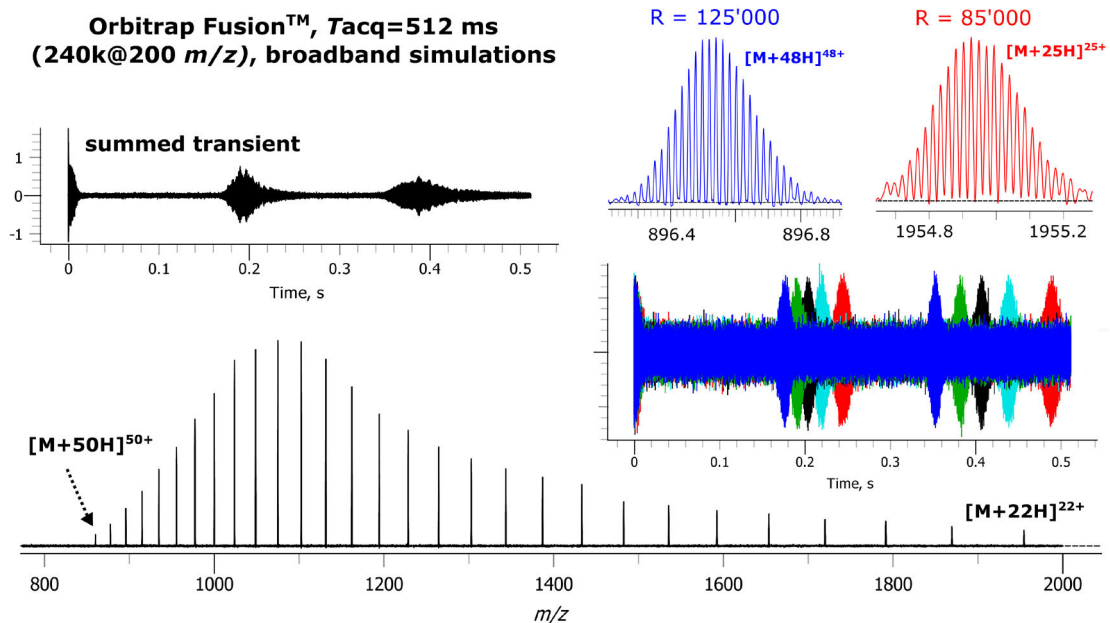 Orbitrap Fusion™, Tacq=512 ms
(240k@200 m/z), broadband simulations
summed transient
1
0
-1
0
0.1
0.2
0.3
0.4
0.5
Time, s
R = 125'000
[M+48H]48+
896.4
896.8
R = 85'000
[M+25H]25+
1954.8
1955.2
0
0.1
0.2
0.3
0.4
0.5
Time, s
[M+50H]50+
[M+22H]22+
800
1000
1200
1400
1600
1800
2000
m/z